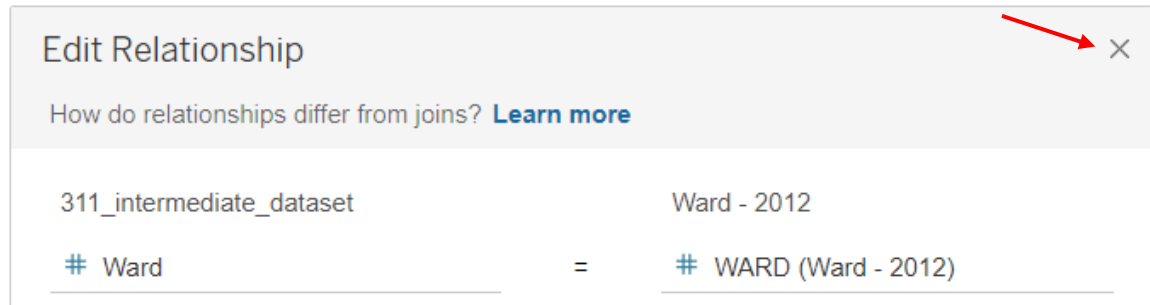 Edit Relationship
How do relationships differ from joins? Learn more
311_intermediate_dataset Ward - 2012
# Ward = # WARD (Ward - 2012)